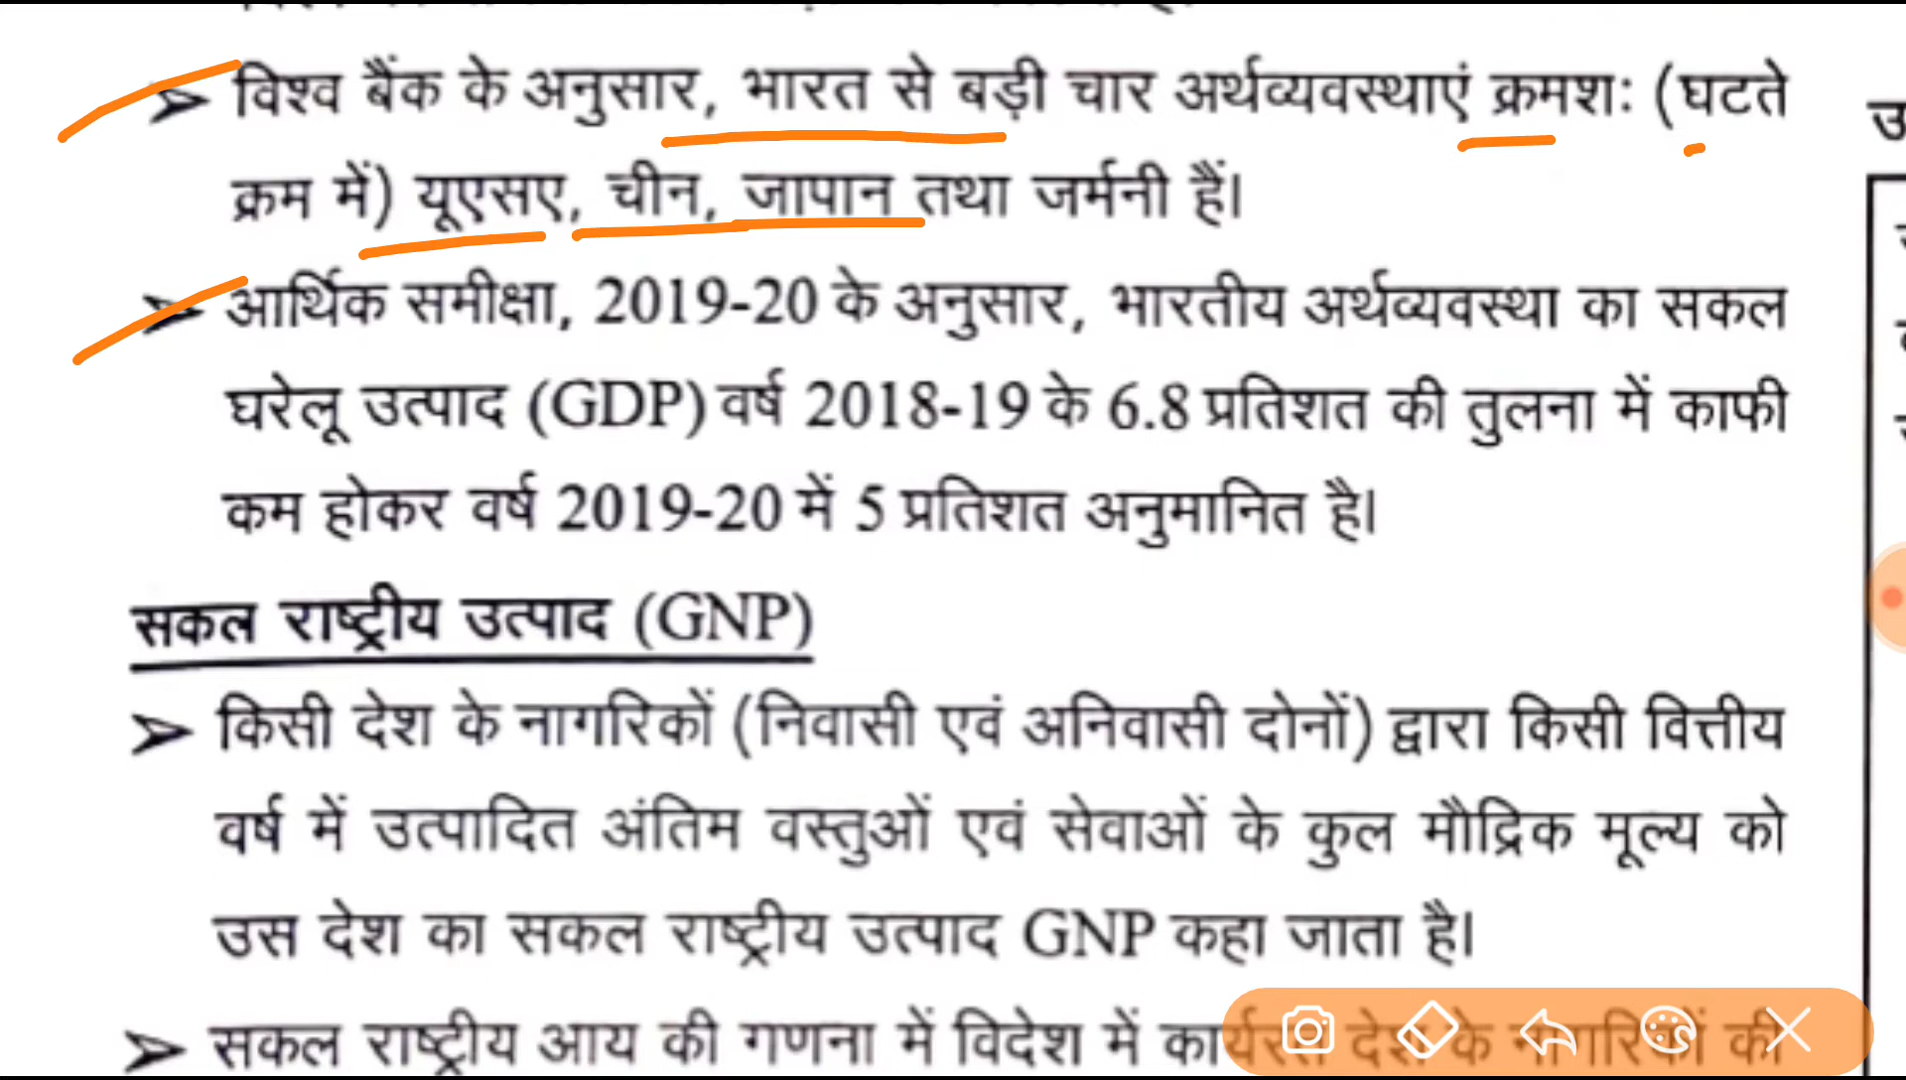 विश्व बैंक के अनुसार, भारत से बड़ी चार अर्थव्यवस्थाएं क्रमशः (घटते
क्रम में) यूएसए, चीन, जापान तथा जर्मनी हैं।
आर्थिक समीक्षा, 2019-20 के अनुसार, भारतीय अर्थव्यवस्था का सकल
घरेलू उत्पाद (GDP) वर्ष 2018-19 के 6.8 प्रतिशत की तुलना में काफी
कम होकर वर्ष 2019-20 में 5 प्रतिशत अनुमानित है।
सकल राष्ट्रीय उत्पाद (GNP)
किसी देश के नागरिकों (निवासी एवं अनिवासी दोनों) द्वारा किसी वित्तीय
वर्ष में उत्पादित अंतिम वस्तुओं एवं सेवाओं के कुल मौद्रिक मूल्य को
उस देश का सकल राष्ट्रीय उत्पाद GNP कहा जाता है।
सकल राष्ट्रीय आय की गणना में विदेश में कार्यरत देश के नागरिकों की